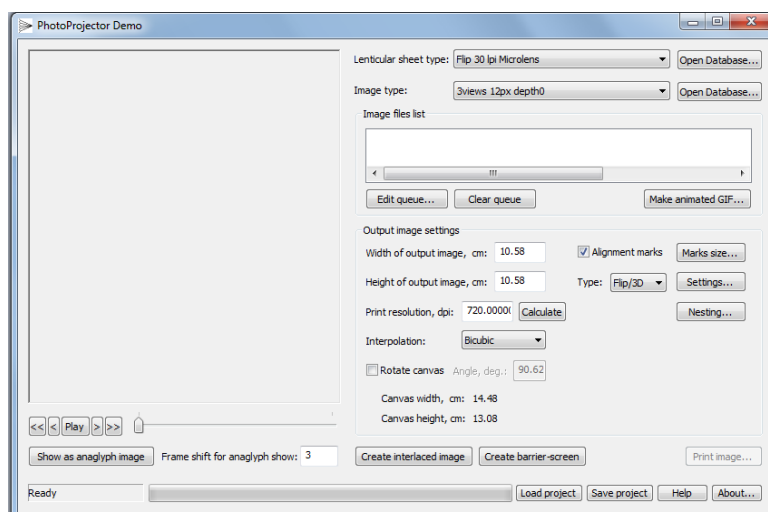 PhotoProjector Demo
Lenticular sheet type: Flip 30 lpi Microlens Open Database...
Image type: 3views 12px depth0 Open Database...
Image files list
Edit queue... Clear queue Make animated GIF...
Output image settings
Width of output image, cm: 10.58 Alignment marks Marks size...
Height of output image, cm: 10.58 Type: Flip/3D Settings...
Print resolution, dpi: 720.0000( Calculate Nesting...
Interpolation: Bicubic
Rotate canvas Angle, deg.: 90.62
Canvas width, cm: 14.48
Canvas height, cm: 13.08
<< < Play > >>
Show as anaglyph image Frame shift for anaglyph show: 3 Create interlaced image Create barrier-screen Print image...
Ready Load project Save project Help About...